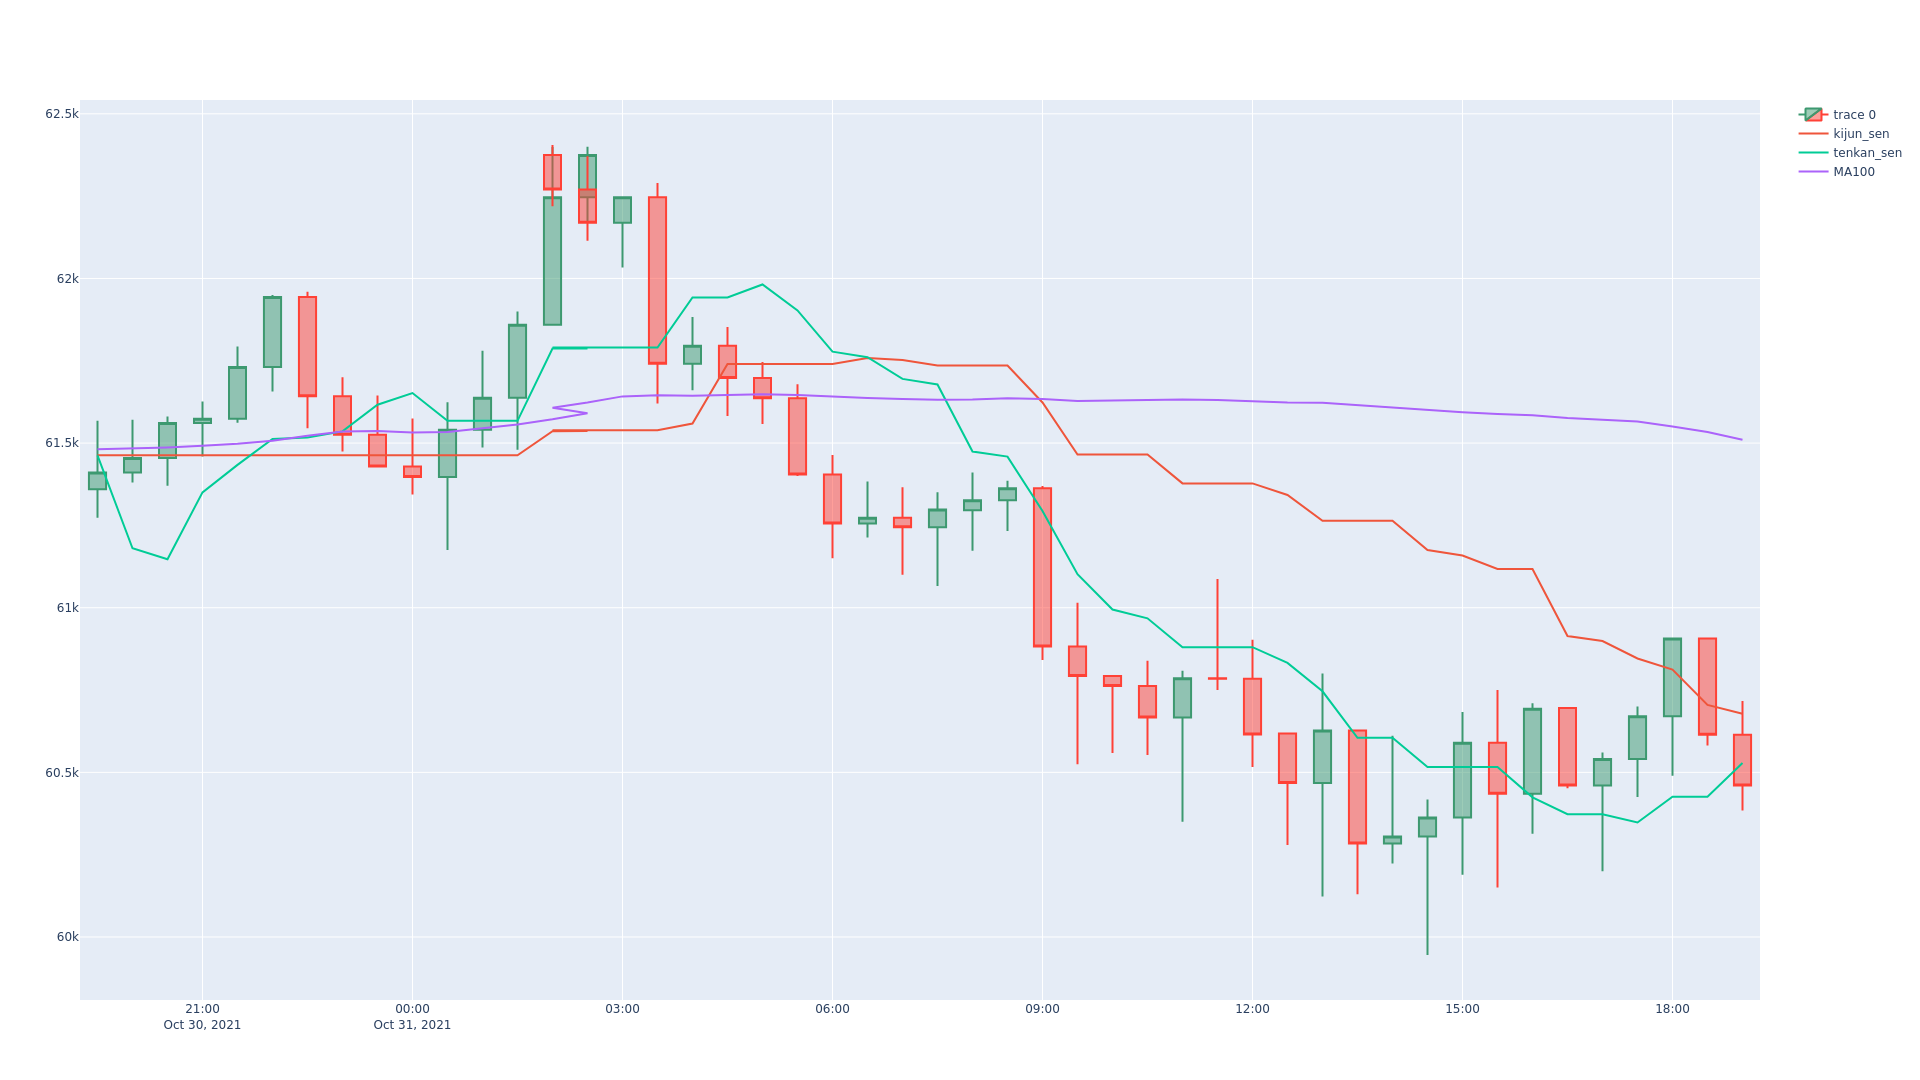 62.5k
62k
61.5k
61k
60.5k
60k
21:00
Oct 30, 2021
00:00
Oct 31, 2021
03:00
06:00
09:00
12:00
15:00
18:00
trace 0
kijun_sen
tenkan_sen
MA100